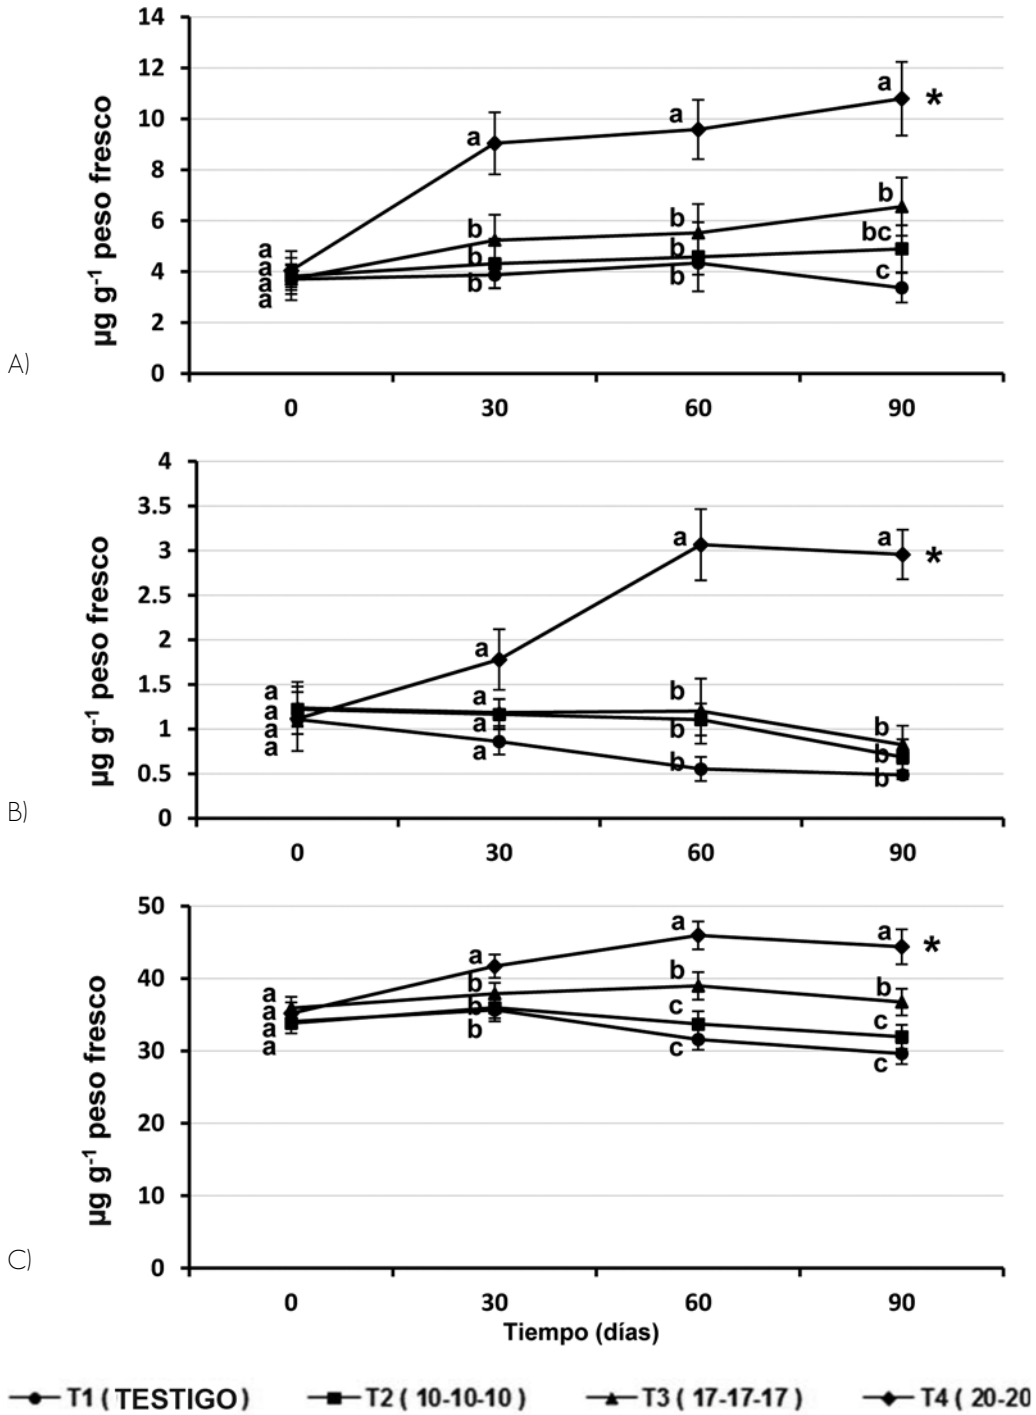 14
12
10
8
6
4
2
0
µg g⁻¹ peso fresco
a
a
a
a
a
b
b
b
a
b
b
b
a
*
b
bc
c
A)
0 30 60 90
4
3.5
3
2.5
2
1.5
1
0.5
0
µg g⁻¹ peso fresco
a
a
a
a
a
a
a
a
a
b
b
b
a
*
b
b
b
B)
0 30 60 90
50
40
30
20
10
0
µg g⁻¹ peso fresco
a
a
a
a
a
b
b
b
a
b
c
c
a
*
b
c
c
C)
0 30 60 90
Tiempo (días)
T1 ( TESTIGO ) T2 ( 10-10-10 ) T3 ( 17-17-17 ) T4 ( 20-20